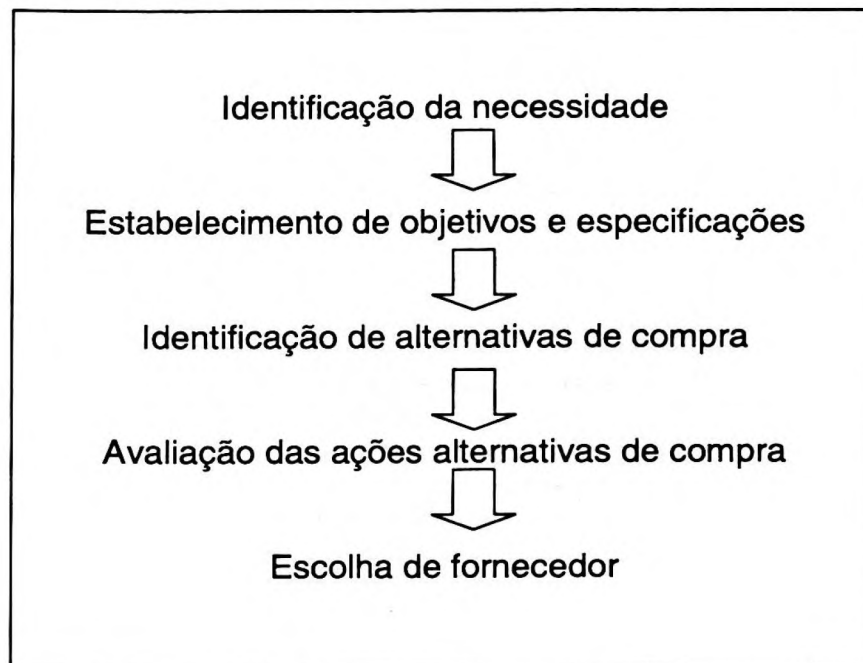 Identificação da necessidade
Estabelecimento de objetivos e especificações
Identificação de alternativas de compra
Avaliação das ações alternativas de compra
Escolha de fornecedor